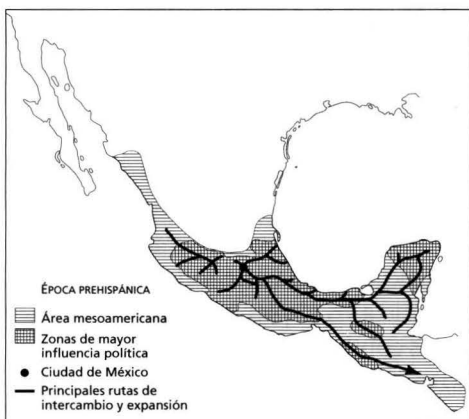 ÉPOCA PREHISPÁNICA
Área mesoamericana
Zonas de mayor
influencia política
Ciudad de México
Principales rutas de
intercambio y expansión